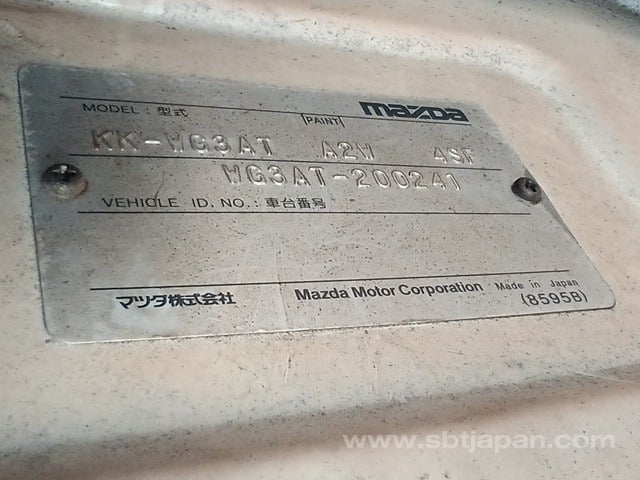 mazda
MODEL: 型式 PAINT
KK-WG3AT A2W 4SF
WG3AT-200241
VEHICLE ID. NO.: 車台番号
マツダ株式会社 Mazda Motor Corporation Made in Japan
(8595B)
www.sbtjapan.com